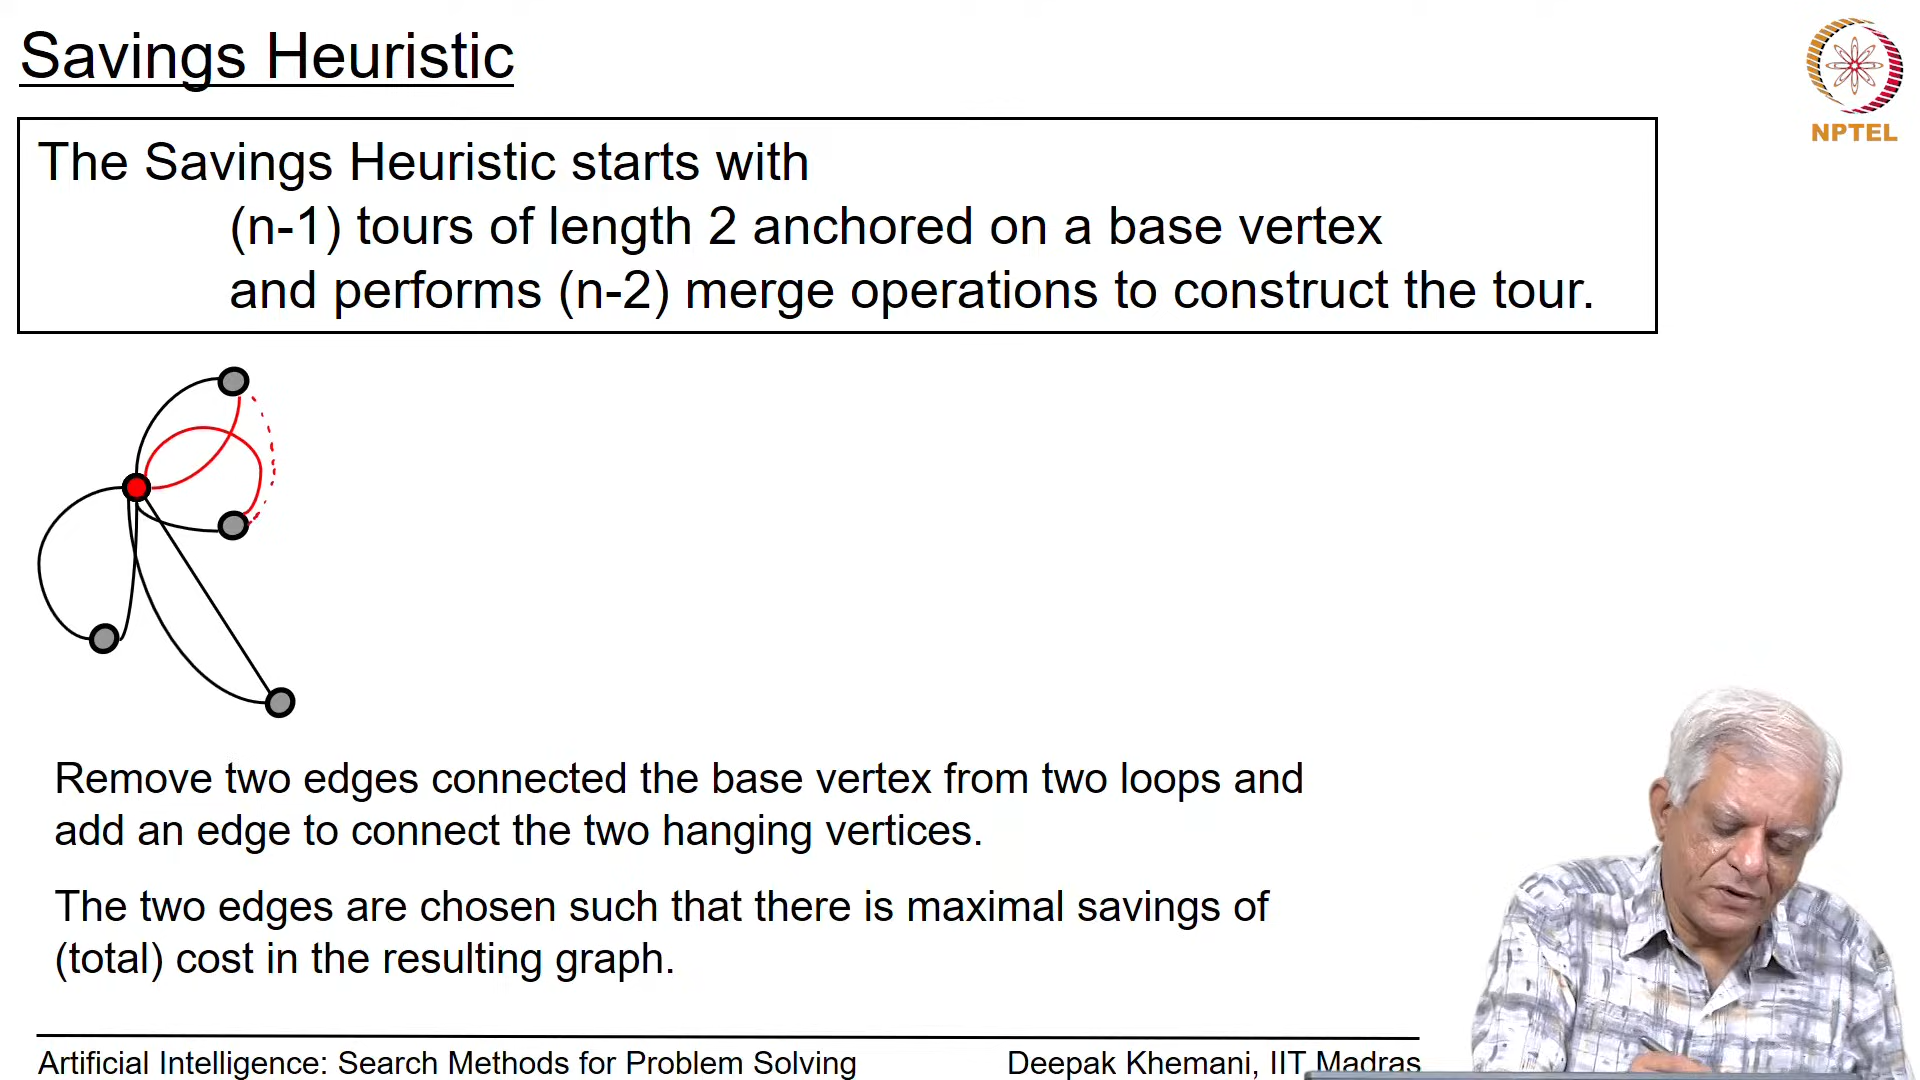 Savings Heuristic
NPTEL
The Savings Heuristic starts with
(n-1) tours of length 2 anchored on a base vertex
and performs (n-2) merge operations to construct the tour.
Remove two edges connected the base vertex from two loops and
add an edge to connect the two hanging vertices.
The two edges are chosen such that there is maximal savings of
(total) cost in the resulting graph.
Artificial Intelligence: Search Methods for Problem Solving
Deepak Khemani, IIT Madras